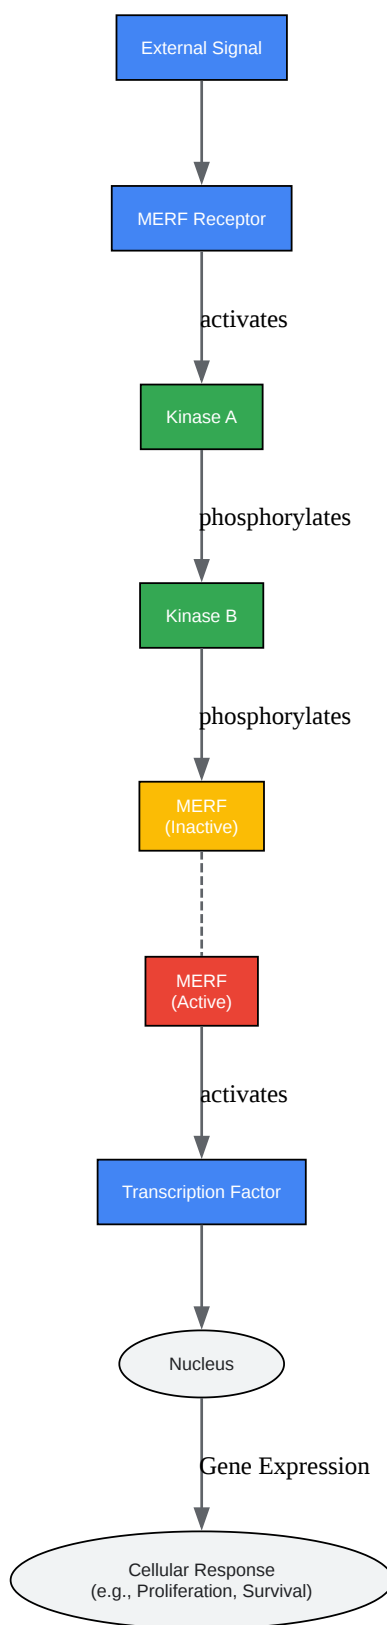 External Signal
MERF Receptor
activates
Kinase A
phosphorylates
Kinase B
phosphorylates
MERF
(Inactive)
MERF
(Active)
activates
Transcription Factor
Nucleus
Gene Expression
Cellular Response
(e.g., Proliferation, Survival)